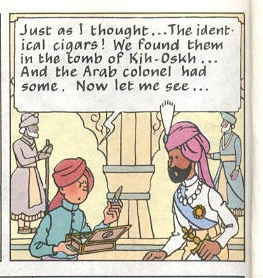 Just as I thought...The ident-
ical cigars! We found them
in the tomb of Kih-Oskh...
And the Arab colonel had
some. Now let me see...